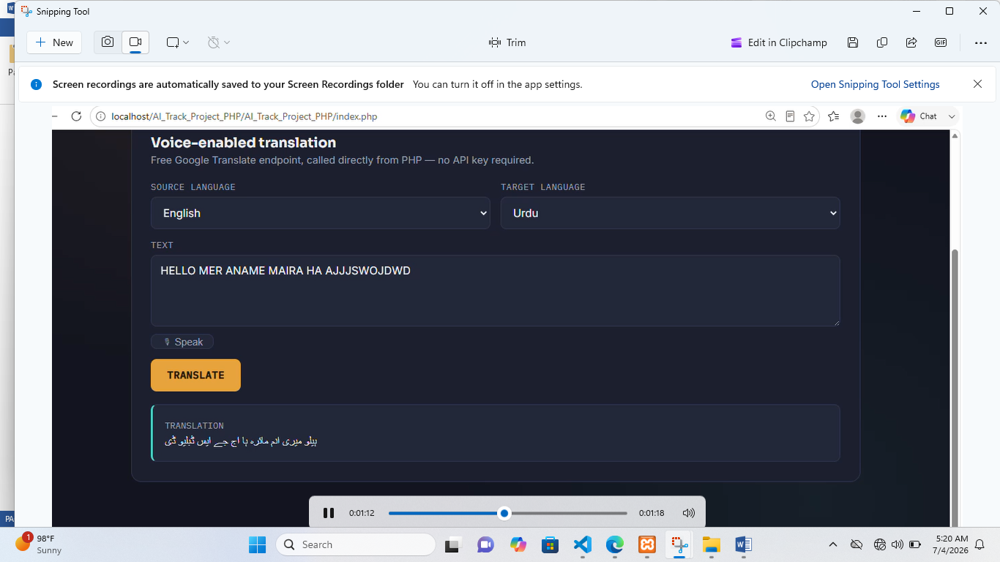 Snipping Tool
New
Trim
Edit in Clipchamp
GIF
Screen recordings are automatically saved to your Screen Recordings folder You can turn it off in the app settings.
Open Snipping Tool Settings
localhost/AI_Track_Project_PHP/AI_Track_Project_PHP/index.php
Chat
Voice-enabled translation
Free Google Translate endpoint, called directly from PHP — no API key required.
SOURCE LANGUAGE
TARGET LANGUAGE
English
Urdu
TEXT
HELLO MER ANAME MAIRA HA AJJJSWOJDWD
Speak
TRANSLATE
TRANSLATION
ہیلو میری انم مائرہ ہا اج جے ایس ڈبلیو ڈی
0:01:12
0:01:18
PA
1
98°F
Sunny
Search
5:20 AM
7/4/2026